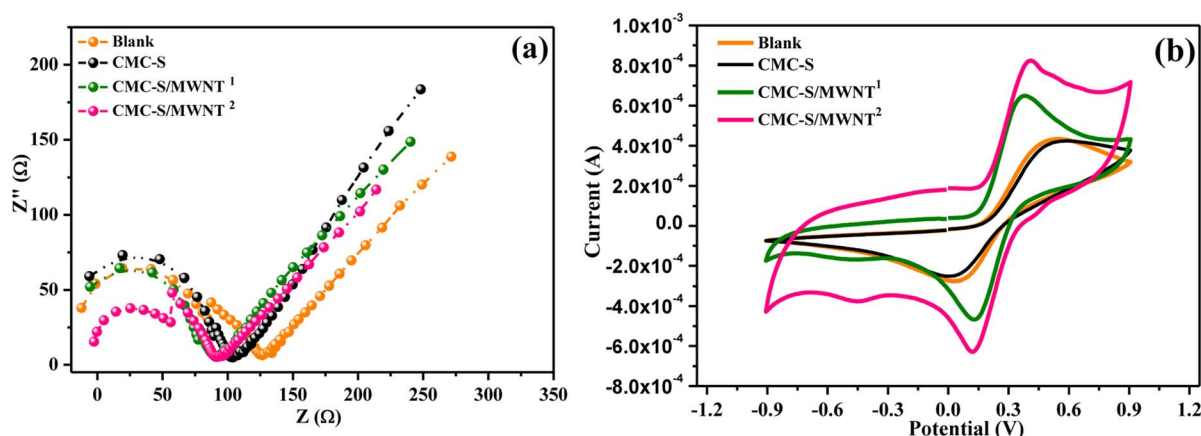 (a)
Blank
CMC-S
CMC-S/MWNT 1
CMC-S/MWNT 2
200
150
100
50
0
Z'' (Ω)
0 50 100 150 200 250 300 350
Z (Ω)
(b)
Blank
CMC-S
CMC-S/MWNT1
CMC-S/MWNT2
1.0x10-3
8.0x10-4
6.0x10-4
4.0x10-4
2.0x10-4
0.0
-2.0x10-4
-4.0x10-4
-6.0x10-4
-8.0x10-4
Current (A)
-1.2 -0.9 -0.6 -0.3 0.0 0.3 0.6 0.9 1.2
Potential (V)